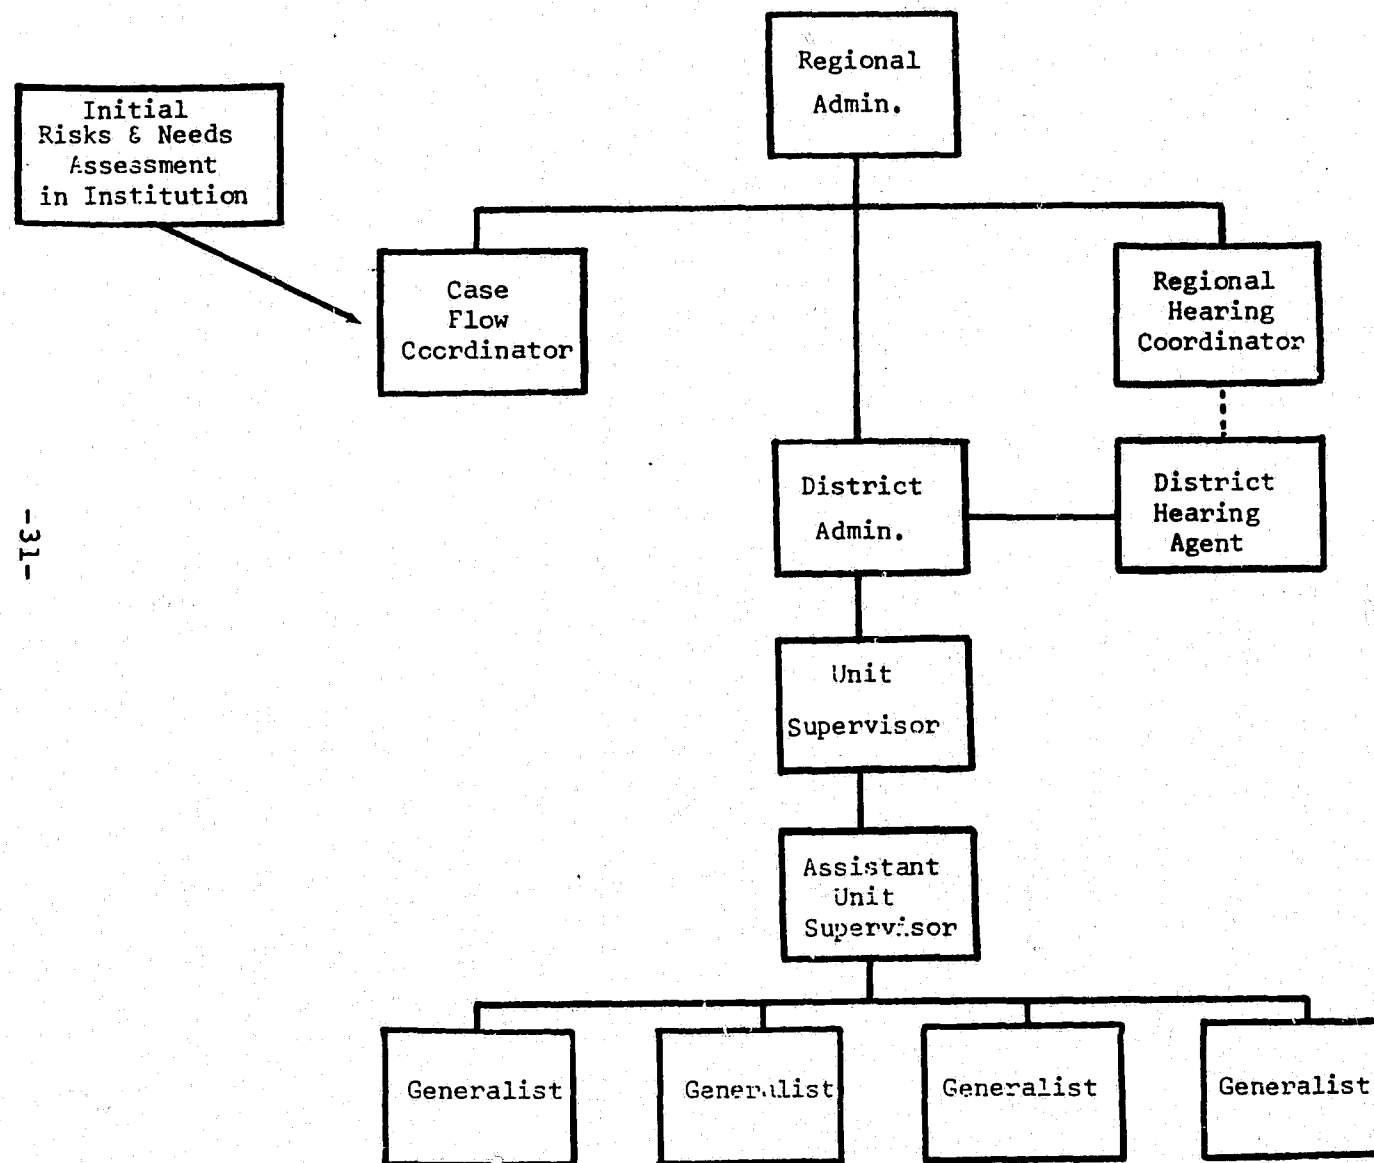 Regional
Admin.
Initial
Risks & Needs
Assessment
in Institution
Case
Flow
Coordinator
Regional
Hearing
Coordinator
District
Admin.
District
Hearing
Agent
-31-
Unit
Supervisor
Assistant
Unit
Supervisor
Generalist
Generalist
Generalist
Generalist